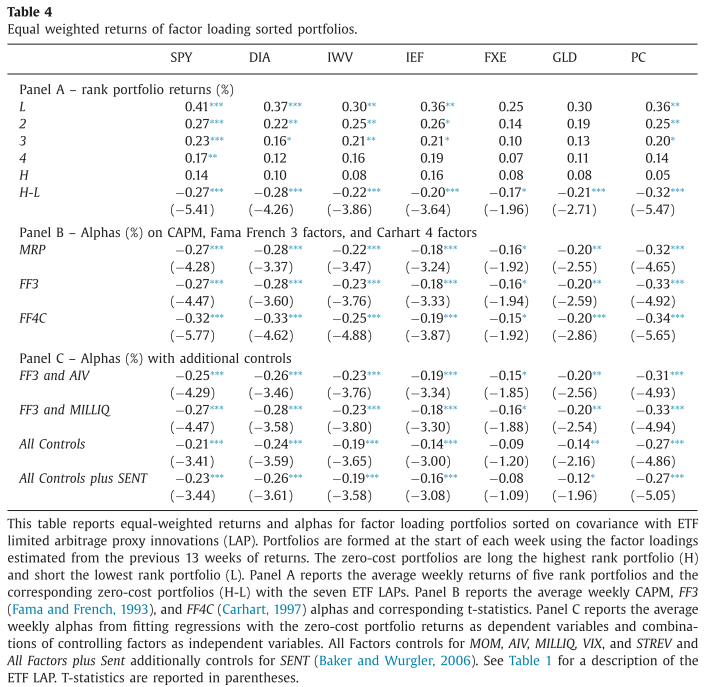 Table 4
Equal weighted returns of factor loading sorted portfolios.
SPY DIA IWV IEF FXE GLD PC
Panel A – rank portfolio returns (%)
L 0.41*** 0.37*** 0.30** 0.36** 0.25 0.30 0.36**
2 0.27*** 0.22** 0.25** 0.26* 0.14 0.19 0.25**
3 0.23*** 0.16* 0.21** 0.21* 0.10 0.13 0.20*
4 0.17** 0.12 0.16 0.19 0.07 0.11 0.14
H 0.14 0.10 0.08 0.16 0.08 0.08 0.05
H-L −0.27*** −0.28*** −0.22*** −0.20*** −0.17* −0.21*** −0.32***
(−5.41) (−4.26) (−3.86) (−3.64) (−1.96) (−2.71) (−5.47)
Panel B – Alphas (%) on CAPM, Fama French 3 factors, and Carhart 4 factors
MRP −0.27*** −0.28*** −0.22*** −0.18*** −0.16* −0.20** −0.32***
(−4.28) (−3.37) (−3.47) (−3.24) (−1.92) (−2.55) (−4.65)
FF3 −0.27*** −0.28*** −0.23*** −0.18*** −0.16* −0.20** −0.33***
(−4.47) (−3.60) (−3.76) (−3.33) (−1.94) (−2.59) (−4.92)
FF4C −0.32*** −0.33*** −0.25*** −0.19*** −0.15* −0.20*** −0.34***
(−5.77) (−4.62) (−4.88) (−3.87) (−1.92) (−2.86) (−5.65)
Panel C – Alphas (%) with additional controls
FF3 and AIV −0.25*** −0.26*** −0.23*** −0.19*** −0.15* −0.20** −0.31***
(−4.29) (−3.46) (−3.76) (−3.34) (−1.85) (−2.56) (−4.93)
FF3 and MILLIQ −0.27*** −0.28*** −0.23*** −0.18*** −0.16* −0.20** −0.33***
(−4.47) (−3.58) (−3.80) (−3.30) (−1.88) (−2.54) (−4.94)
All Controls −0.21*** −0.24*** −0.19*** −0.14*** −0.09 −0.14** −0.27***
(−3.41) (−3.59) (−3.65) (−3.00) (−1.20) (−2.16) (−4.86)
All Controls plus SENT −0.23*** −0.26*** −0.19*** −0.16*** −0.08 −0.12* −0.27***
(−3.44) (−3.61) (−3.58) (−3.08) (−1.09) (−1.96) (−5.05)
This table reports equal-weighted returns and alphas for factor loading portfolios sorted on covariance with ETF
limited arbitrage proxy innovations (LAP). Portfolios are formed at the start of each week using the factor loadings
estimated from the previous 13 weeks of returns. The zero-cost portfolios are long the highest rank portfolio (H)
and short the lowest rank portfolio (L). Panel A reports the average weekly returns of five rank portfolios and the
corresponding zero-cost portfolios (H-L) with the seven ETF LAPs. Panel B reports the average weekly CAPM, FF3
(Fama and French, 1993), and FF4C (Carhart, 1997) alphas and corresponding t-statistics. Panel C reports the average
weekly alphas from fitting regressions with the zero-cost portfolio returns as dependent variables and combina-
tions of controlling factors as independent variables. All Factors controls for MOM, AIV, MILLIQ, VIX, and STREV and
All Factors plus Sent additionally controls for SENT (Baker and Wurgler, 2006). See Table 1 for a description of the
ETF LAP. T-statistics are reported in parentheses.